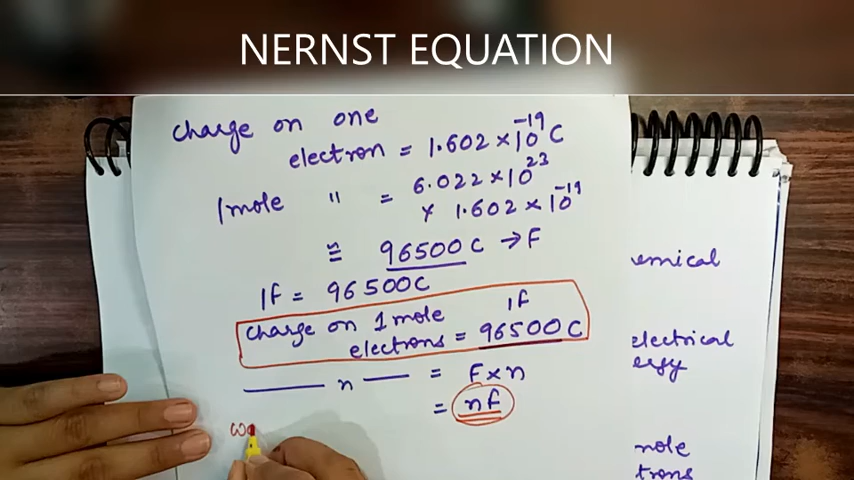 NERNST EQUATION
charge on one
electron = 1.602 × 10⁻¹⁹ C
1mole " = 6.022 × 10²³
× 1.602 × 10⁻¹⁹
≅ 96500 C → F
1F = 96500C
charge on 1 mole 1F
electrons = 96500 C
—— n —— = F × n
= nF
emical
electrical
mole
trons